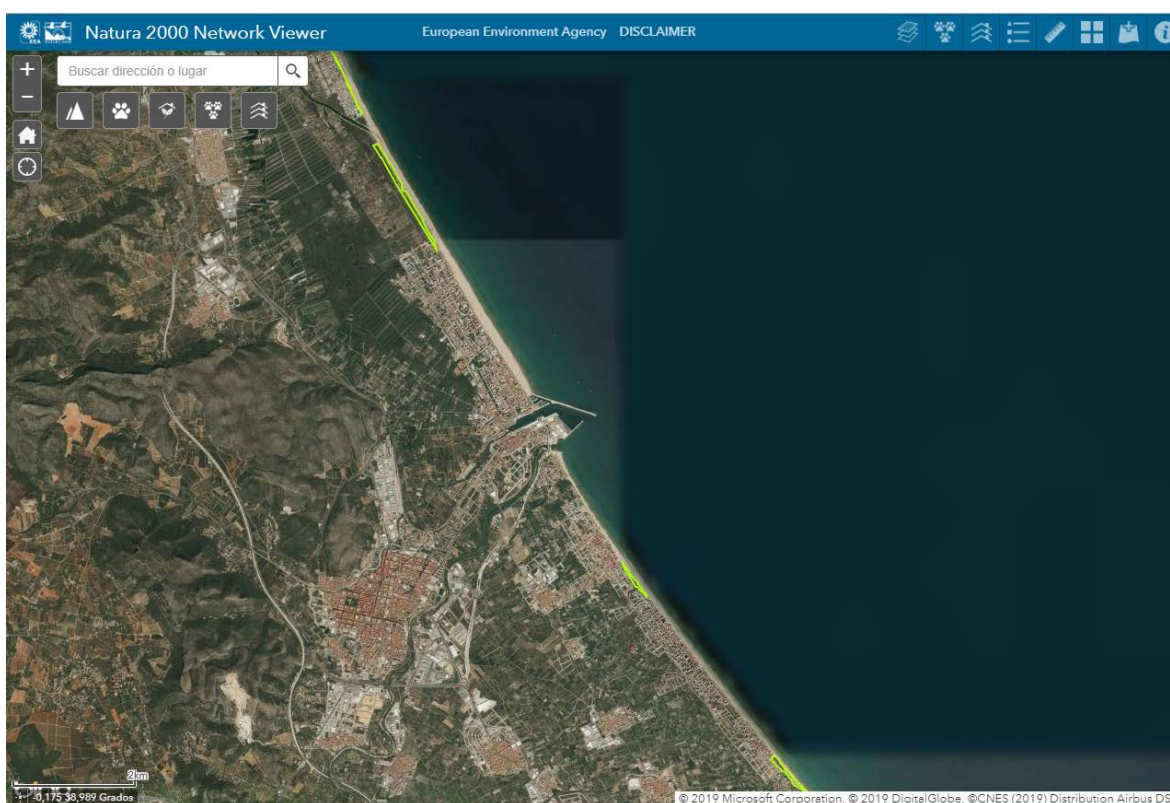 EEA
Natura 2000 Network Viewer
European Environment Agency DISCLAIMER
+
Buscar dirección o lugar
−
2km
-0,175 38,989 Grados
© 2019 Microsoft Corporation, © 2019 DigitalGlobe, ©CNES (2019) Distribution Airbus DS